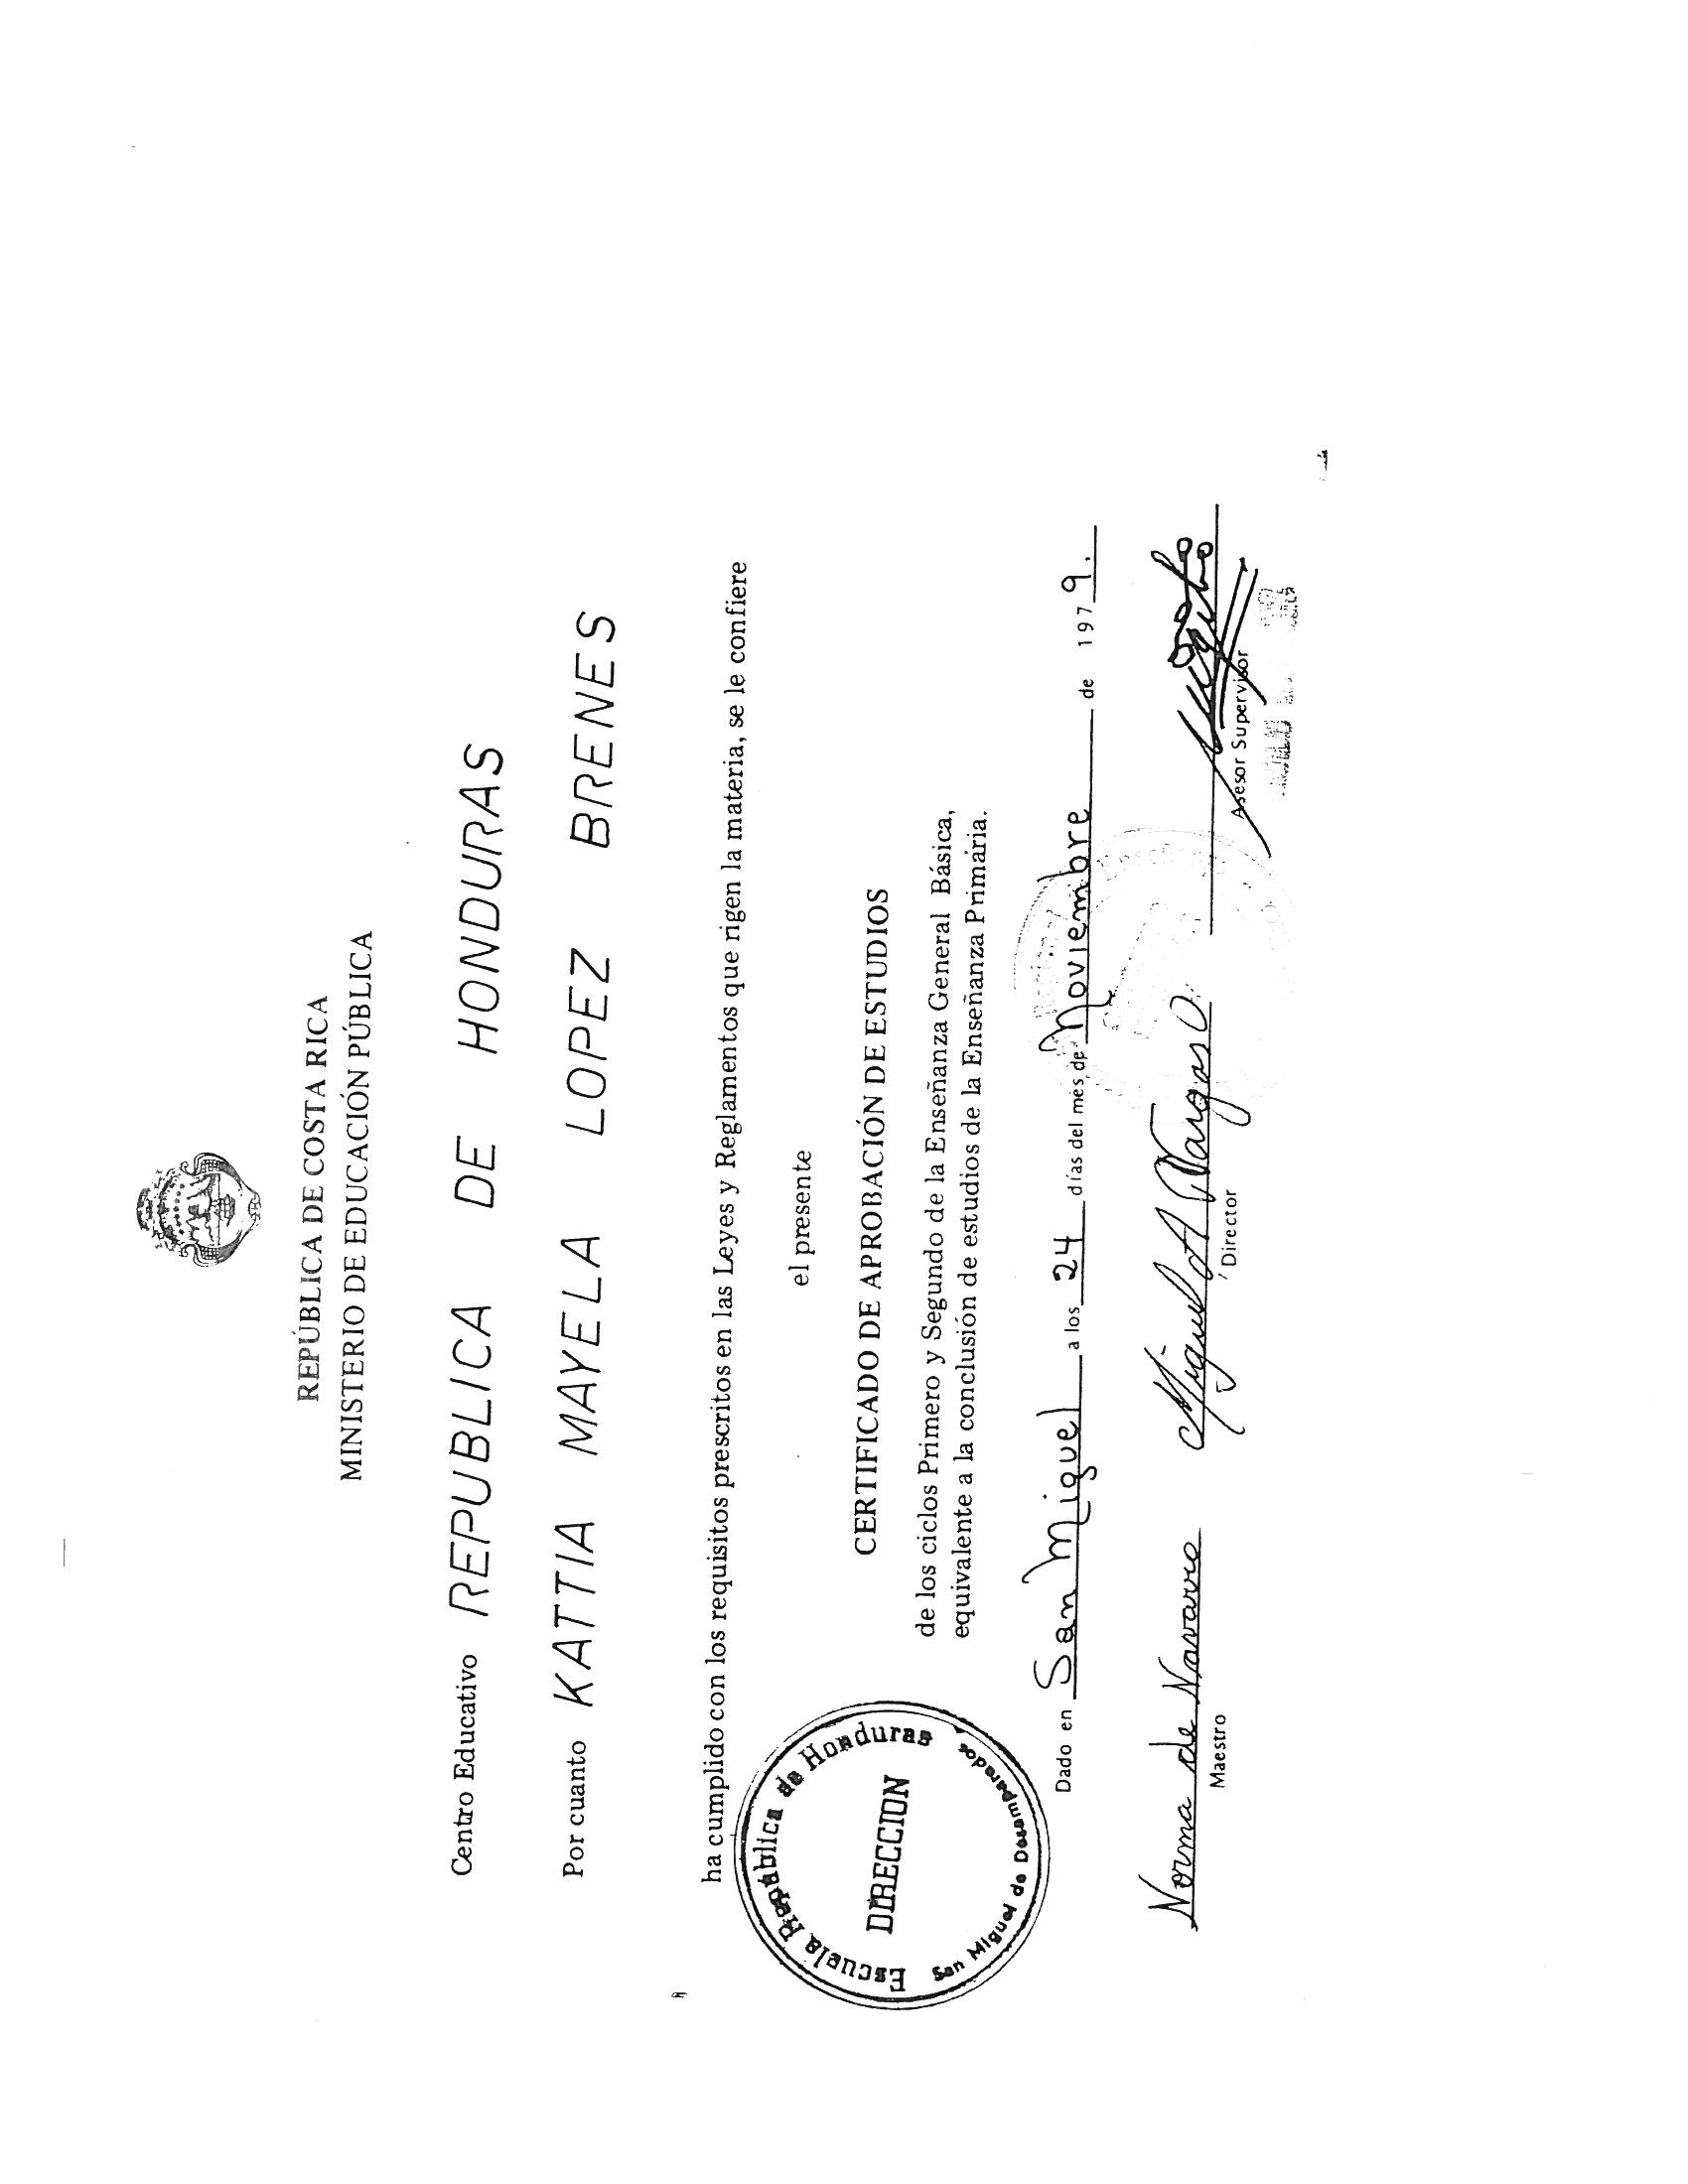 REPÚBLICA DE COSTA RICA
MINISTERIO DE EDUCACIÓN PÚBLICA
Centro Educativo REPUBLICA DE HONDURAS
Por cuanto KATTIA MAYELA LOPEZ BRENES
ha cumplido con los requisitos prescritos en las Leyes y Reglamentos que rigen la materia, se le confiere
el presente
CERTIFICADO DE APROBACIÓN DE ESTUDIOS
de los ciclos Primero y Segundo de la Enseñanza General Básica,
equivalente a la conclusión de estudios de la Enseñanza Primaria.
Escuela República de Honduras
DIRECCION
San Miguel de Desamparados
Dado en San Miguel a los 24 días del mes de Noviembre de 1979.
Norma de Navarro Miguel A Vargas
Maestro Director Asesor Supervisor